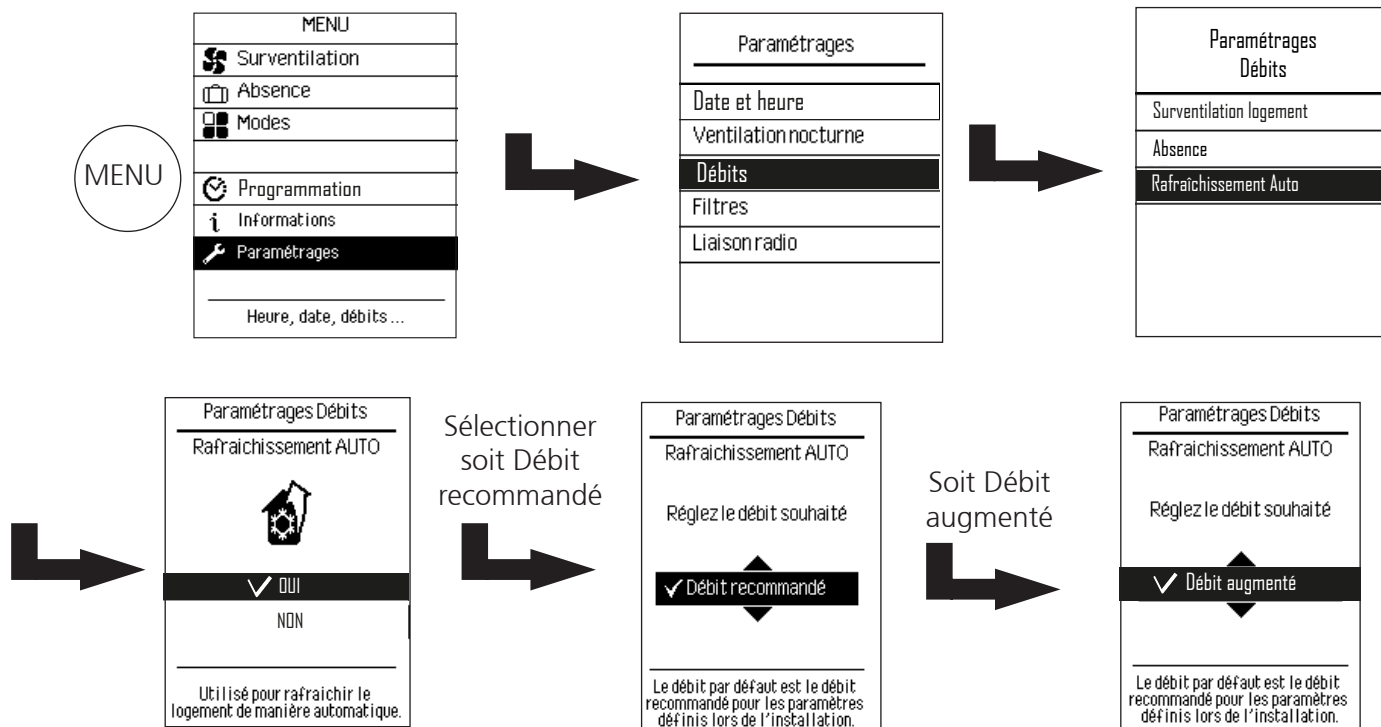 MENU
MENU
Surventilation
Absence
Modes
Programmation
Informations
Paramétrages
Heure, date, débits ...
Paramétrages
Date et heure
Ventilation nocturne
Débits
Filtres
Liaison radio
Paramétrages
Débits
Surventilation logement
Absence
Rafraîchissement Auto
Paramétrages Débits
Rafraichissement AUTO
OUI
NON
Utilisé pour rafraichir le
logement de manière automatique.
Sélectionner
soit Débit
recommandé
Paramétrages Débits
Rafraichissement AUTO
Réglez le débit souhaité
Débit recommandé
Le débit par défaut est le débit
recommandé pour les paramètres
définis lors de l'installation.
Soit Débit
augmenté
Paramétrages Débits
Rafraichissement AUTO
Réglez le débit souhaité
Débit augmenté
Le débit par défaut est le débit
recommandé pour les paramètres
définis lors de l'installation.